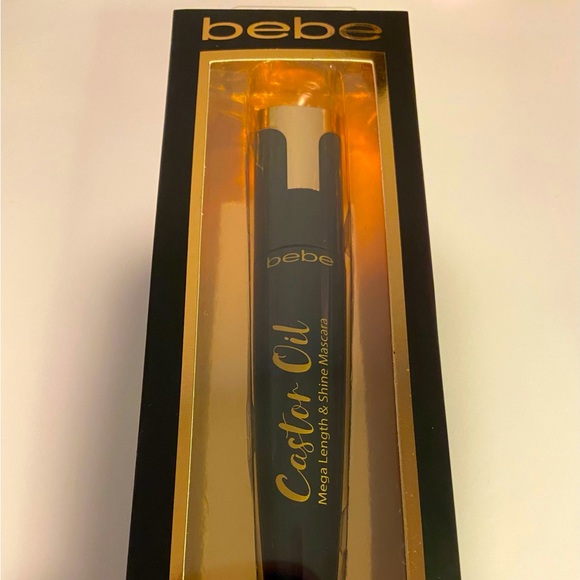 bebe
bebe
Castor Oil
Mega Length & Shine Mascara